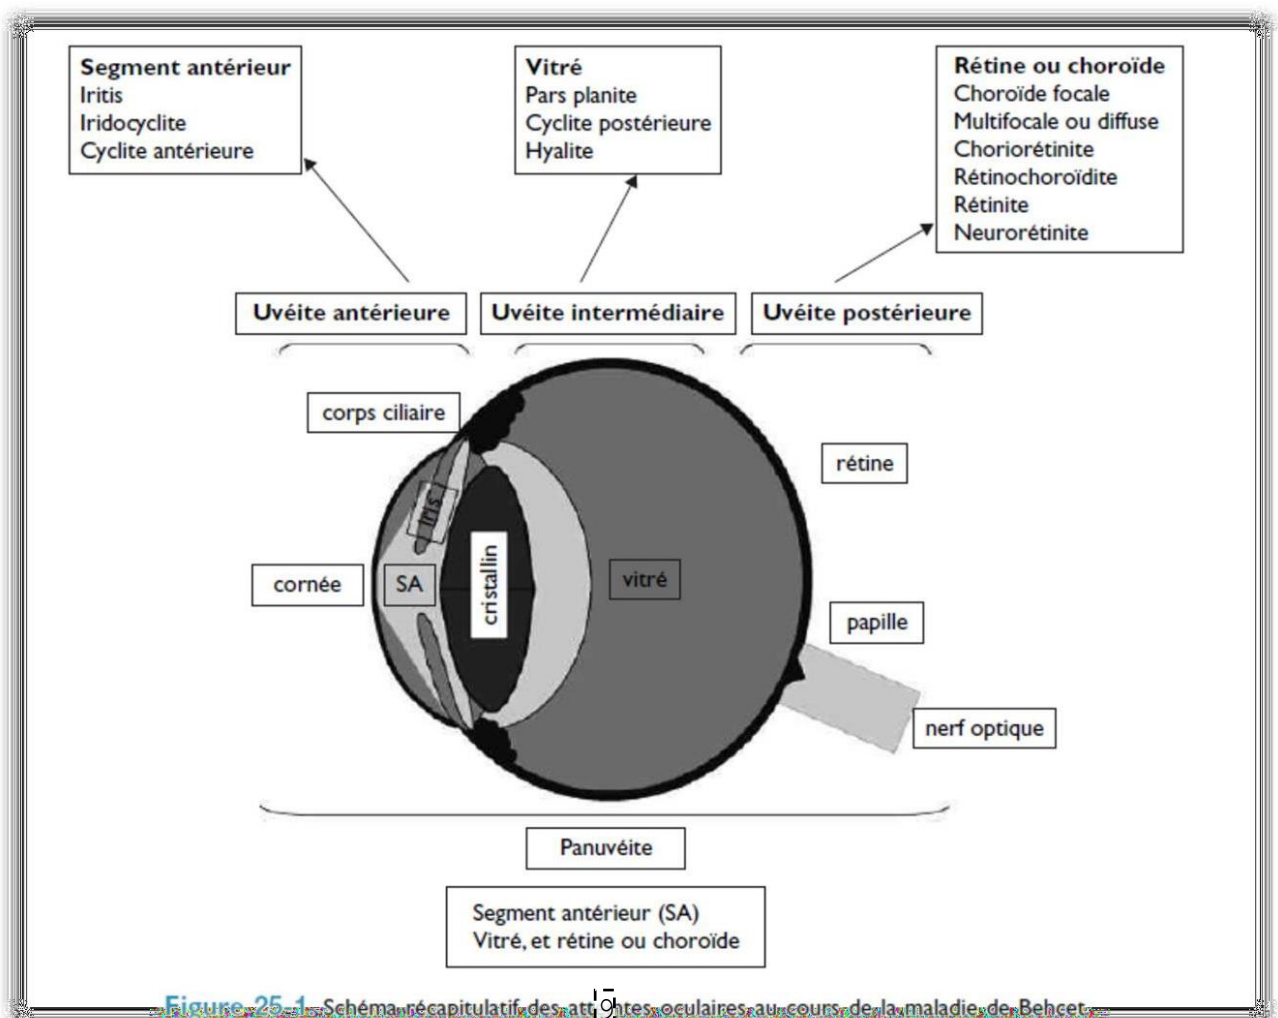 Segment antérieur
Iritis
Iridocyclite
Cyclite antérieure
Vitré
Pars planite
Cyclite postérieure
Hyalite
Rétine ou choroïde
Choroïde focale
Multifocale ou diffuse
Choriorétinite
Rétinochoroïdite
Rétinite
Neurorétinite
Uvéite antérieure
Uvéite intermédiaire
Uvéite postérieure
corps ciliaire
rétine
iris
cornée
SA
cristallin
vitré
papille
nerf optique
Panuvéite
Segment antérieur (SA)
Vitré, et rétine ou choroïde
Figure 25-1. Schéma récapitulatif des oculaires au cours de la maladie de Behcet
9